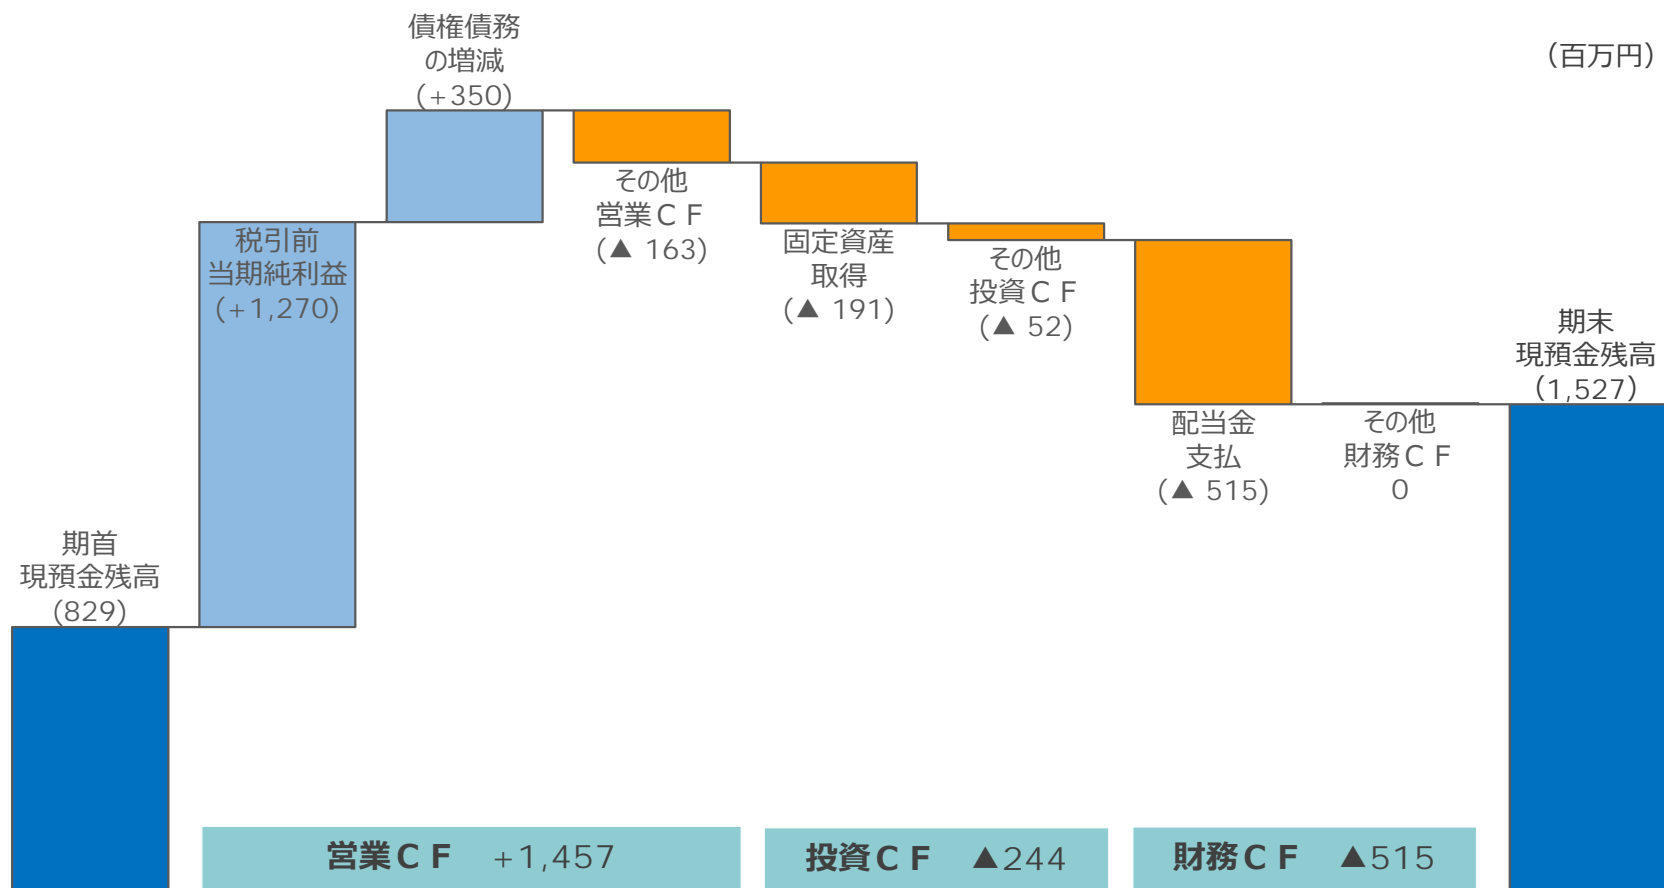 （百万円）
債権債務
の増減
(+350)
税引前
当期純利益
(+1,270)
その他
営業ＣＦ
(▲ 163)
固定資産
取得
(▲ 191)
その他
投資ＣＦ
(▲ 52)
配当金
支払
(▲ 515)
その他
財務ＣＦ
0
期末
現預金残高
(1,527)
期首
現預金残高
(829)
営業ＣＦ +1,457
投資ＣＦ ▲244
財務ＣＦ ▲515